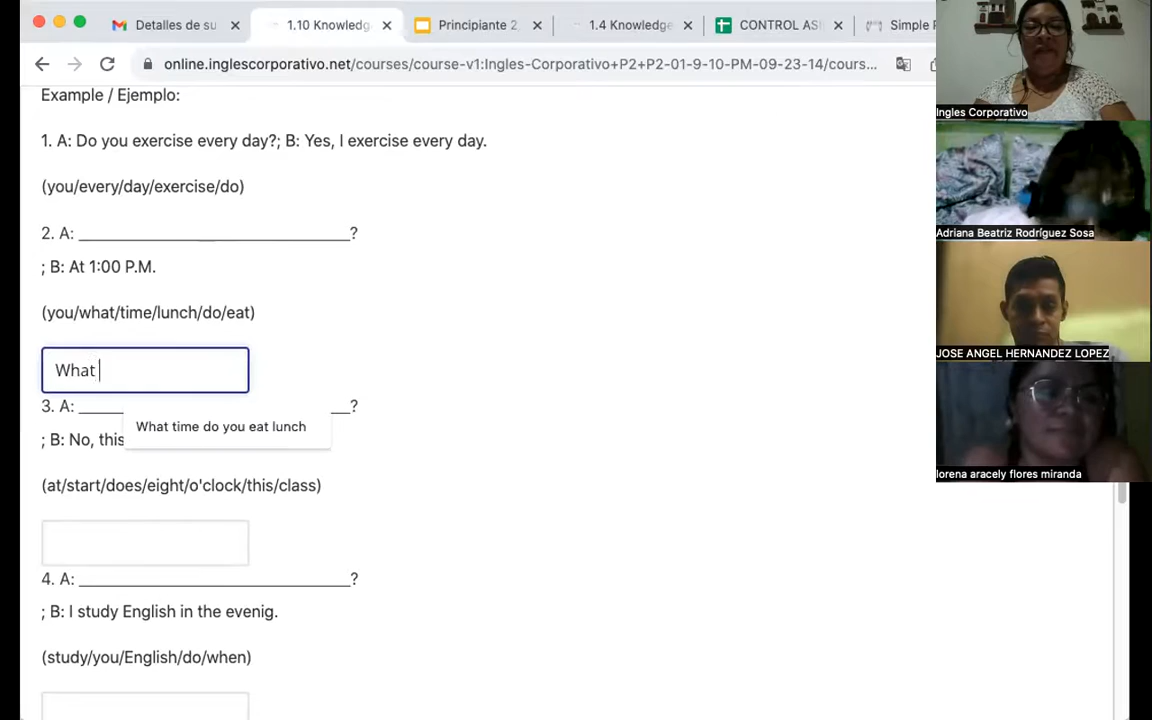 Detalles de su
1.10 Knowledg
Principiante 2
1.4 Knowledge
CONTROL AS
Simple
online.inglescorporativo.net/courses/course-v1:Ingles-Corporativo+P2+P2-01-9-10-PM-09-23-14/cours...
Example / Ejemplo:
1. A: Do you exercise every day?; B: Yes, I exercise every day.
(you/every/day/exercise/do)
2. A: ______________________________?
; B: At 1:00 P.M.
(you/what/time/lunch/do/eat)
What
3. A: _____ __?
What time do you eat lunch
; B: No, this
(at/start/does/eight/o'clock/this/class)
4. A: ______________________________?
; B: I study English in the evenig.
(study/you/English/do/when)
Ingles Corporativo
Adriana Beatriz Rodríguez Sosa
JOSE ANGEL HERNANDEZ LOPEZ
lorena aracely flores miranda